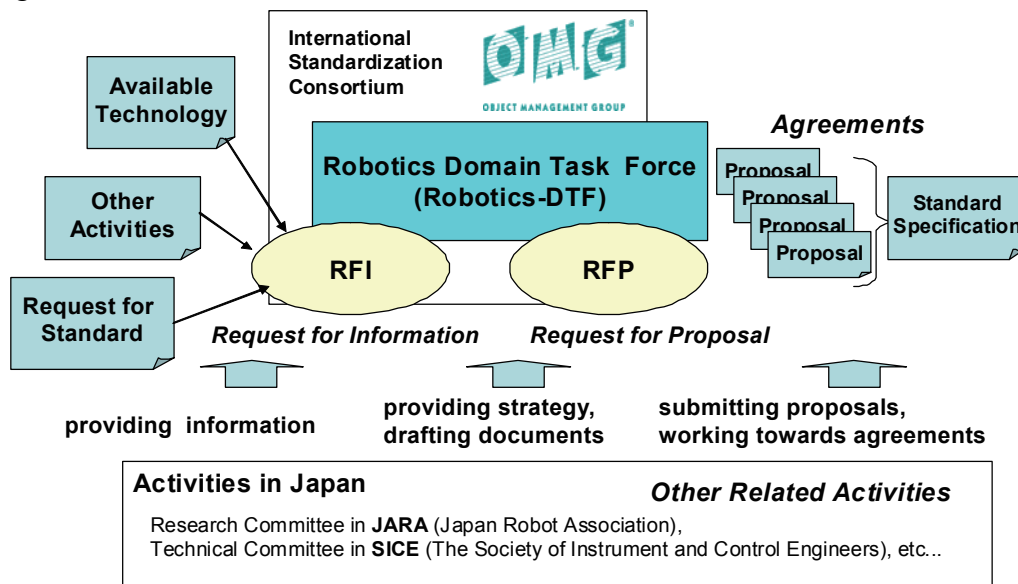 International
Standardization
Consortium
OMG
®
OBJECT MANAGEMENT GROUP
Available
Technology
Other
Activities
Request for
Standard
Robotics Domain Task Force
(Robotics-DTF)
RFI
RFP
Request for Information
Request for Proposal
Agreements
Proposal
Proposal
Proposal
Proposal
Standard
Specification
providing information
providing strategy,
drafting documents
submitting proposals,
working towards agreements
Activities in Japan
Other Related Activities
Research Committee in JARA (Japan Robot Association),
Technical Committee in SICE (The Society of Instrument and Control Engineers), etc...